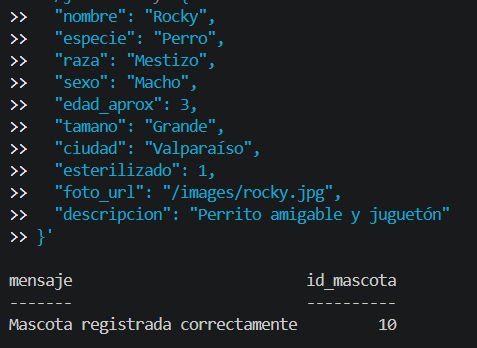 >>   "nombre": "Rocky",
>>   "especie": "Perro",
>>   "raza": "Mestizo",
>>   "sexo": "Macho",
>>   "edad_aprox": 3,
>>   "tamano": "Grande",
>>   "ciudad": "Valparaíso",
>>   "esterilizado": 1,
>>   "foto_url": "/images/rocky.jpg",
>>   "descripcion": "Perrito amigable y juguetón"
>> }'
mensaje                           id_mascota
-------                           ----------
Mascota registrada correctamente          10